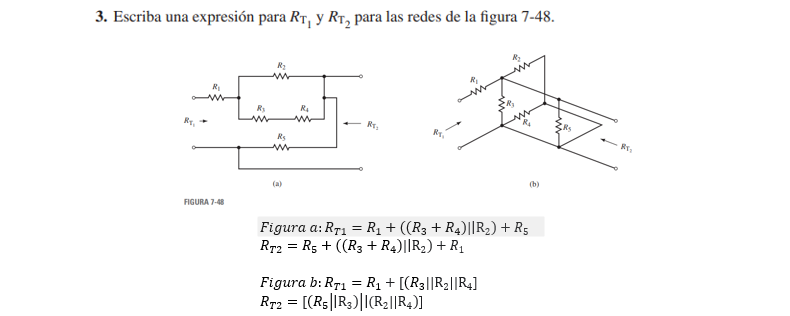 3. Escriba una expresión para R_T₁ y R_T₂ para las redes de la figura 7-48.
R₂
R₁
R₃ R₄
R_T₁
R_T₂
R₅
(a)
R₂
R₁
R₃
R₄
R₅
R_T₁
R_T₂
(b)
FIGURA 7-48
Figura a: R_T1 = R₁ + ((R₃ + R₄)||R₂) + R₅
R_T2 = R₅ + ((R₃ + R₄)||R₂) + R₁
Figura b: R_T1 = R₁ + [(R₃||R₂||R₄]
R_T2 = [(R₅||R₃)||(R₂||R₄)]